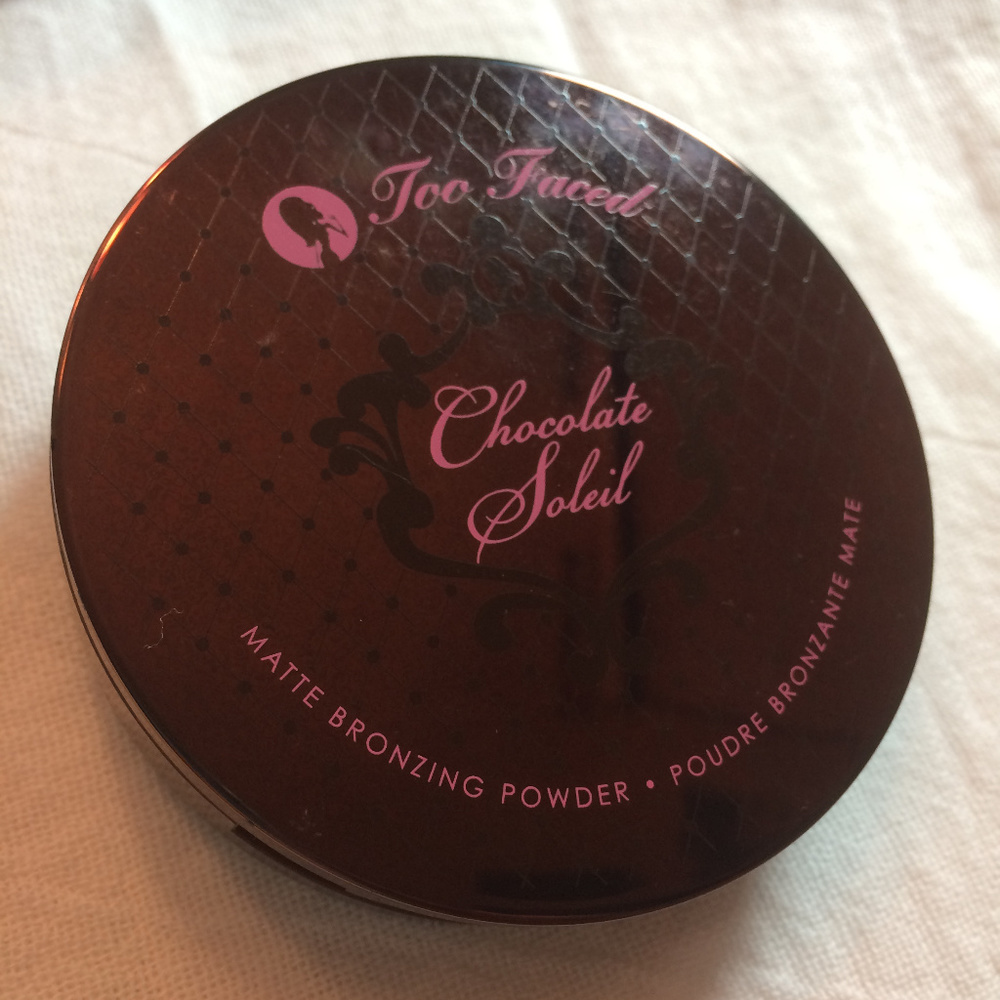 Too Faced
Chocolate
Soleil
MATTE BRONZING POWDER • POUDRE BRONZANTE MATE